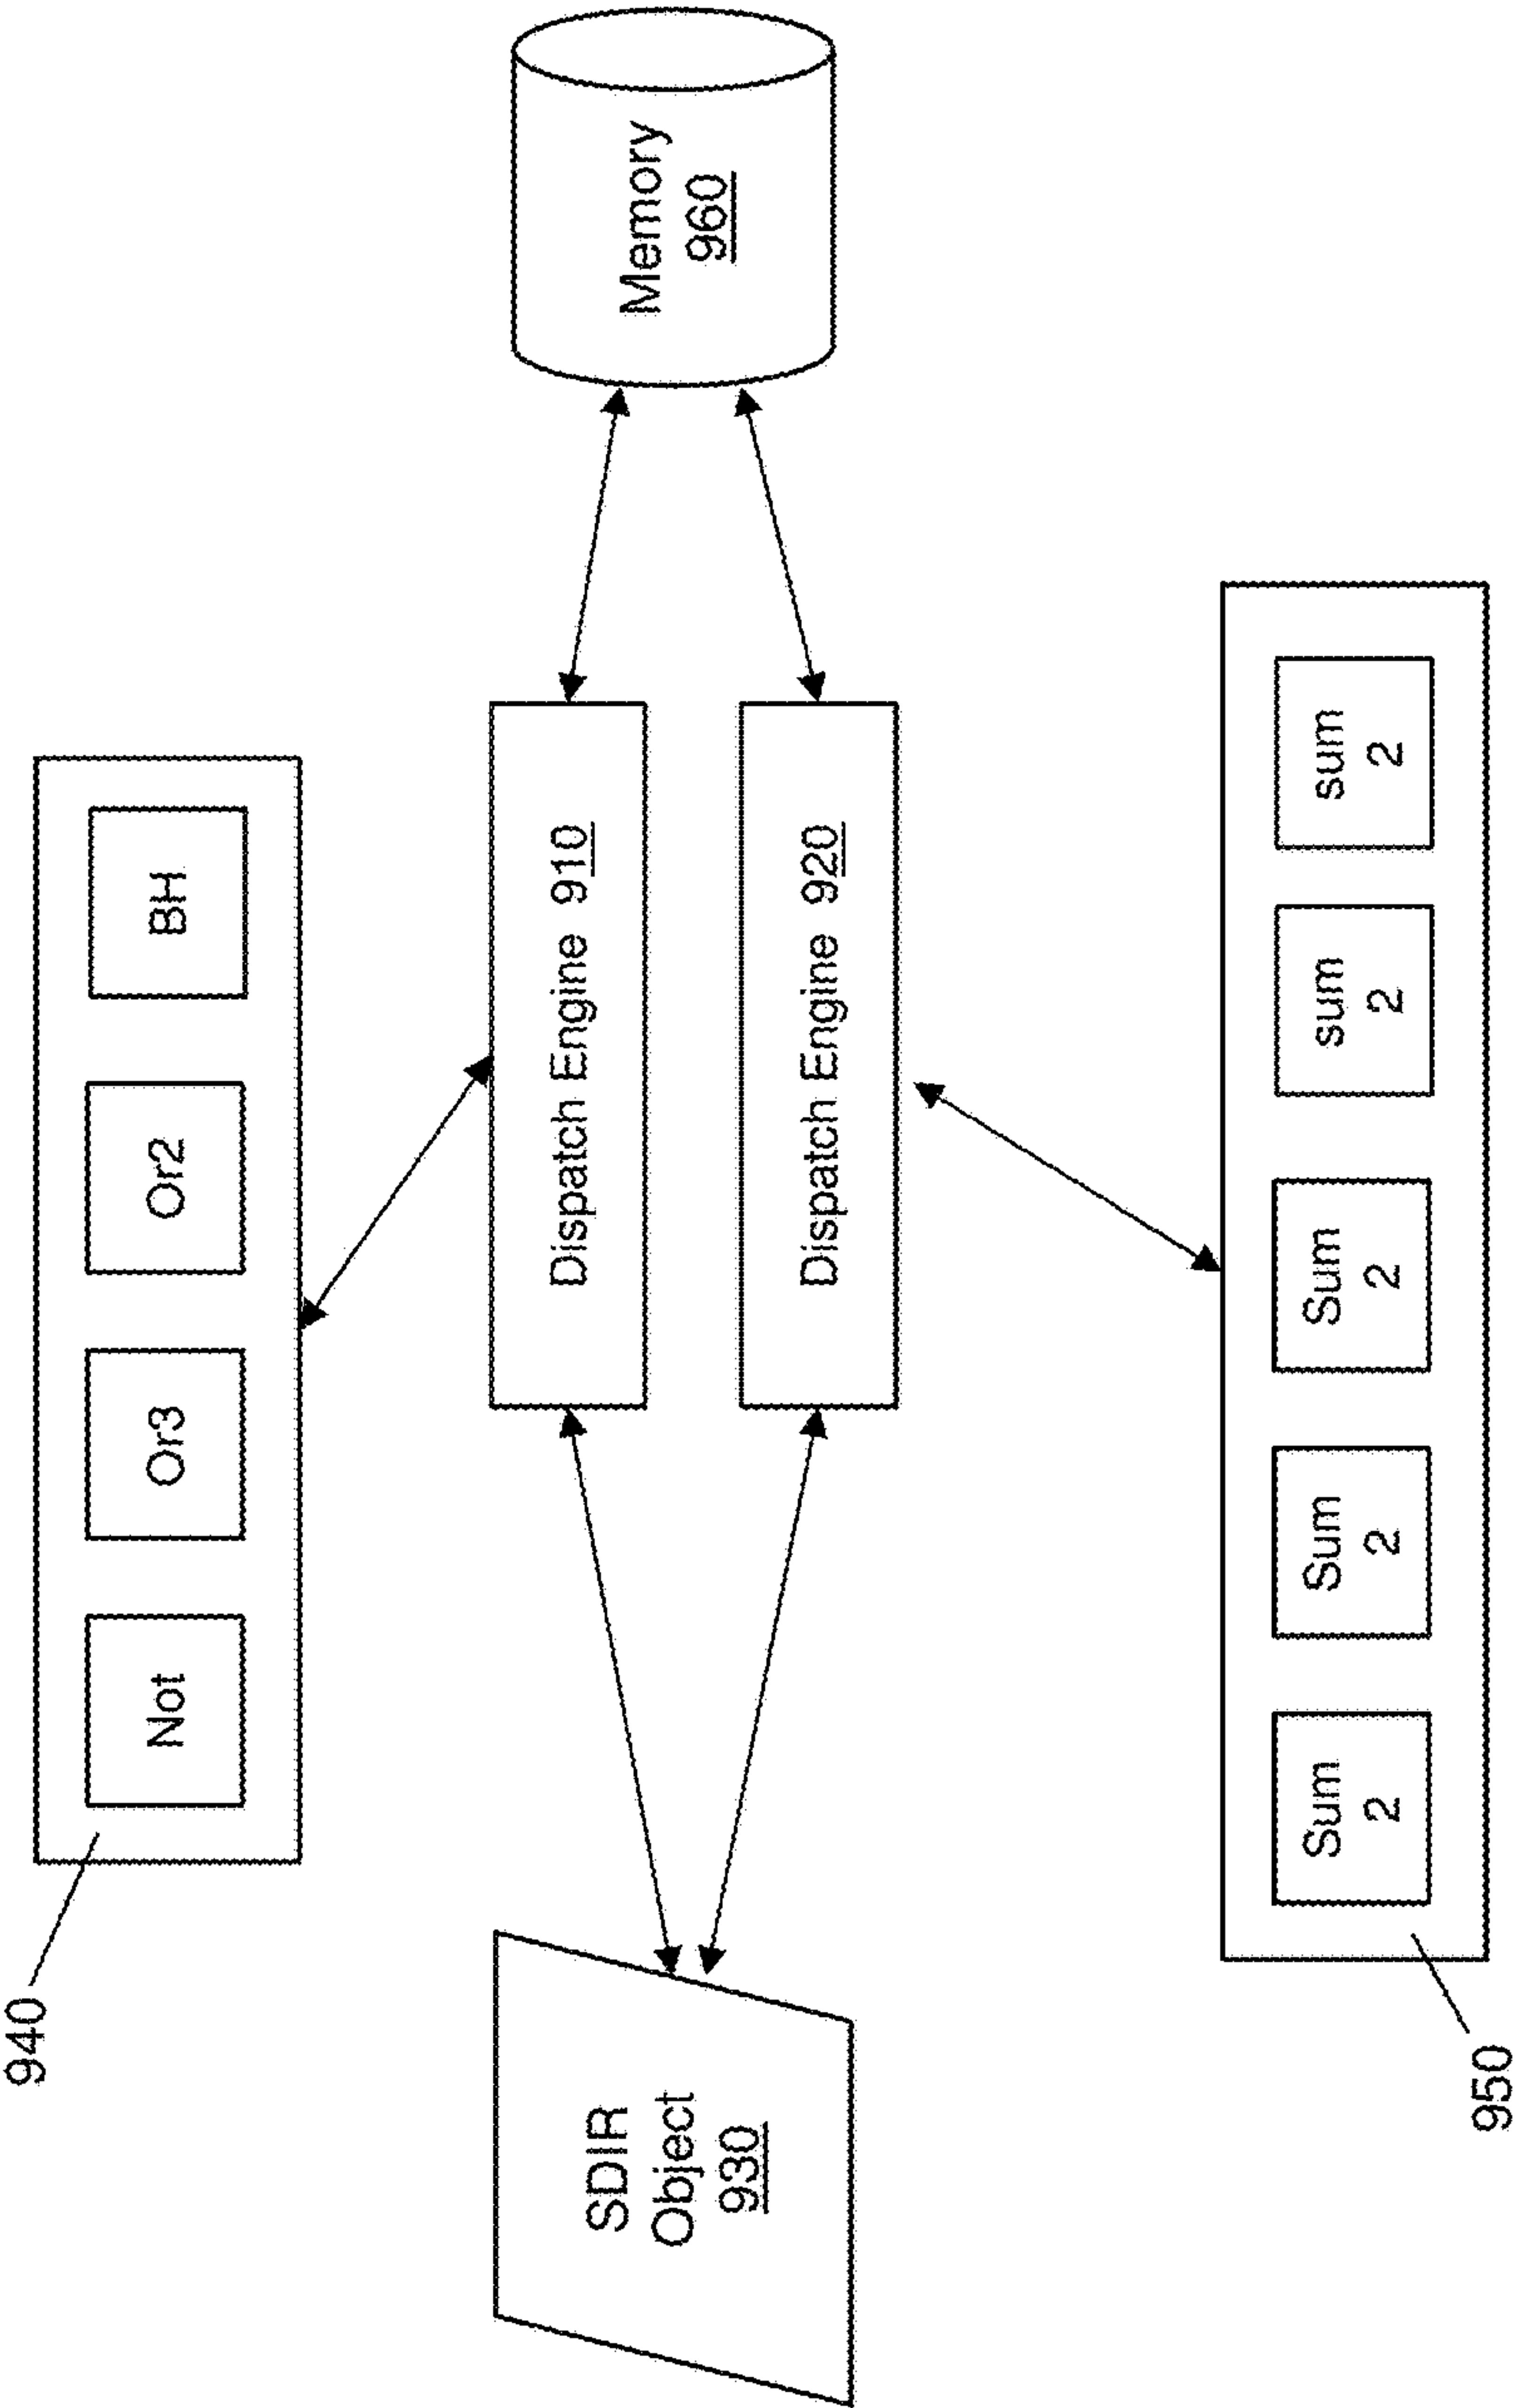 940
Not
Or3
Or2
BH
SDIR
Object
930
Dispatch Engine 910
Dispatch Engine 920
Memory
960
Sum
2
Sum
2
Sum
2
sum
2
sum
2
950